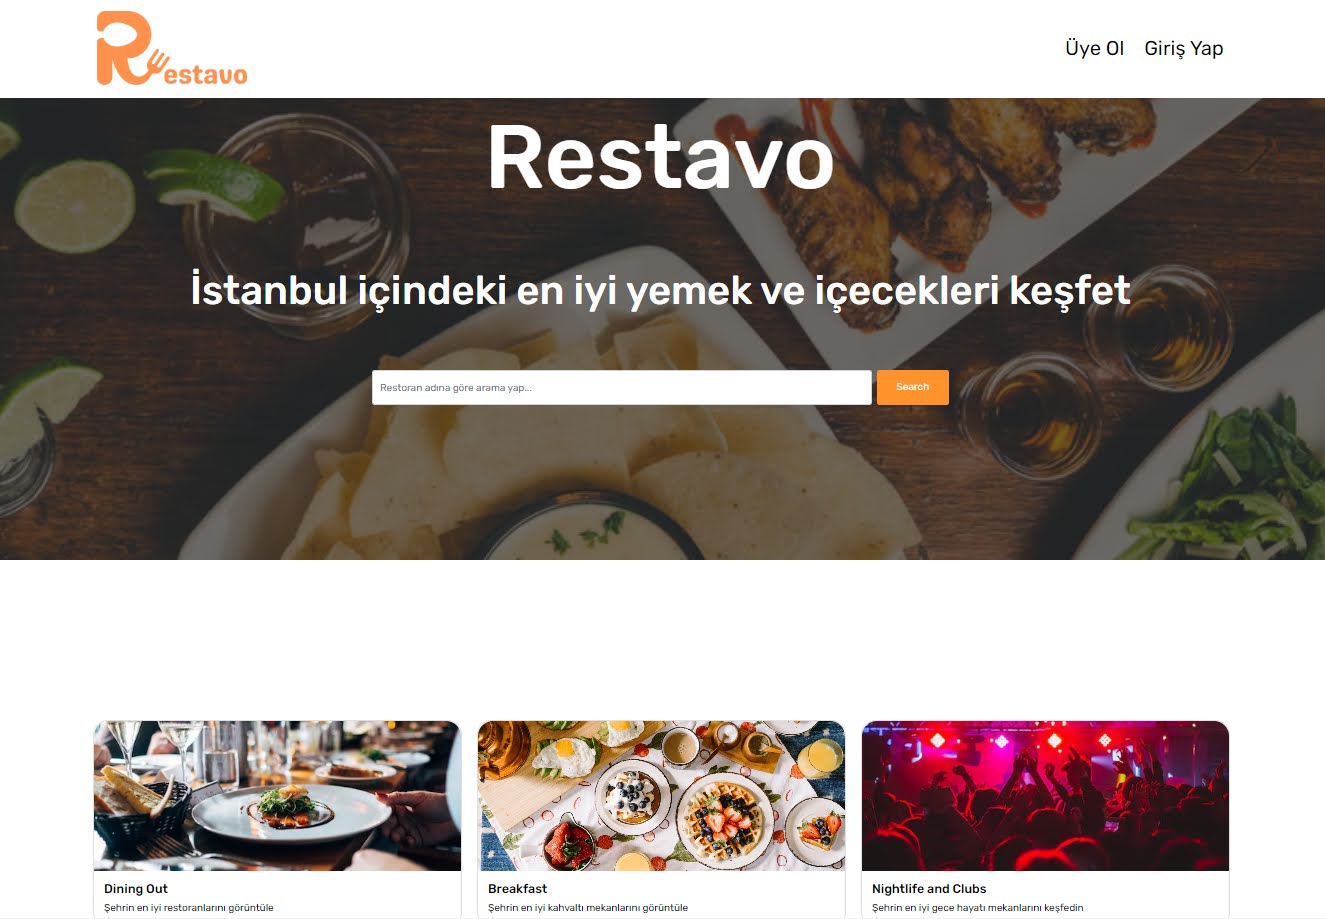 Restavo
Üye Ol Giriş Yap
Restavo
İstanbul içindeki en iyi yemek ve içecekleri keşfet
Restoran adına göre arama yap... Search
Dining Out
Şehrin en iyi restoranlarını görüntüle
Breakfast
Şehrin en iyi kahvaltı mekanlarını görüntüle
Nightlife and Clubs
Şehrin en iyi gece hayatı mekanlarını keşfedin